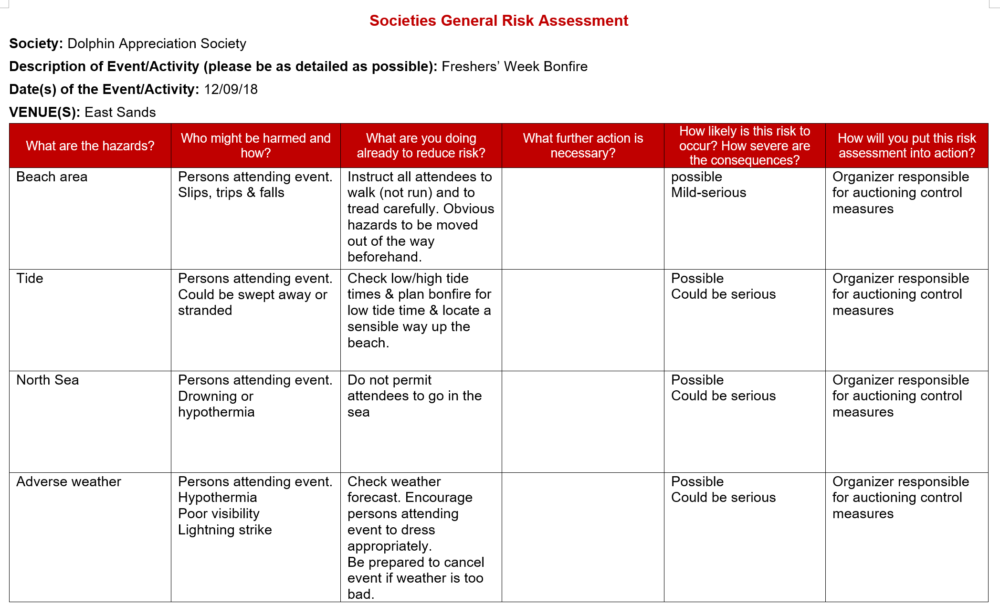 Societies General Risk Assessment
Society: Dolphin Appreciation Society
Description of Event/Activity (please be as detailed as possible): Freshers’ Week Bonfire
Date(s) of the Event/Activity: 12/09/18
VENUE(S): East Sands
What are the hazards?
Who might be harmed and
how?
What are you doing
already to reduce risk?
What further action is
necessary?
How likely is this risk to
occur? How severe are
the consequences?
How will you put this risk
assessment into action?
Beach area
Persons attending event.
Slips, trips & falls
Instruct all attendees to
walk (not run) and to
tread carefully. Obvious
hazards to be moved
out of the way
beforehand.
possible
Mild-serious
Organizer responsible
for auctioning control
measures
Tide
Persons attending event.
Could be swept away or
stranded
Check low/high tide
times & plan bonfire for
low tide time & locate a
sensible way up the
beach.
Possible
Could be serious
Organizer responsible
for auctioning control
measures
North Sea
Persons attending event.
Drowning or
hypothermia
Do not permit
attendees to go in the
sea
Possible
Could be serious
Organizer responsible
for auctioning control
measures
Adverse weather
Persons attending event.
Hypothermia
Poor visibility
Lightning strike
Check weather
forecast. Encourage
persons attending
event to dress
appropriately.
Be prepared to cancel
event if weather is too
bad.
Possible
Could be serious
Organizer responsible
for auctioning control
measures